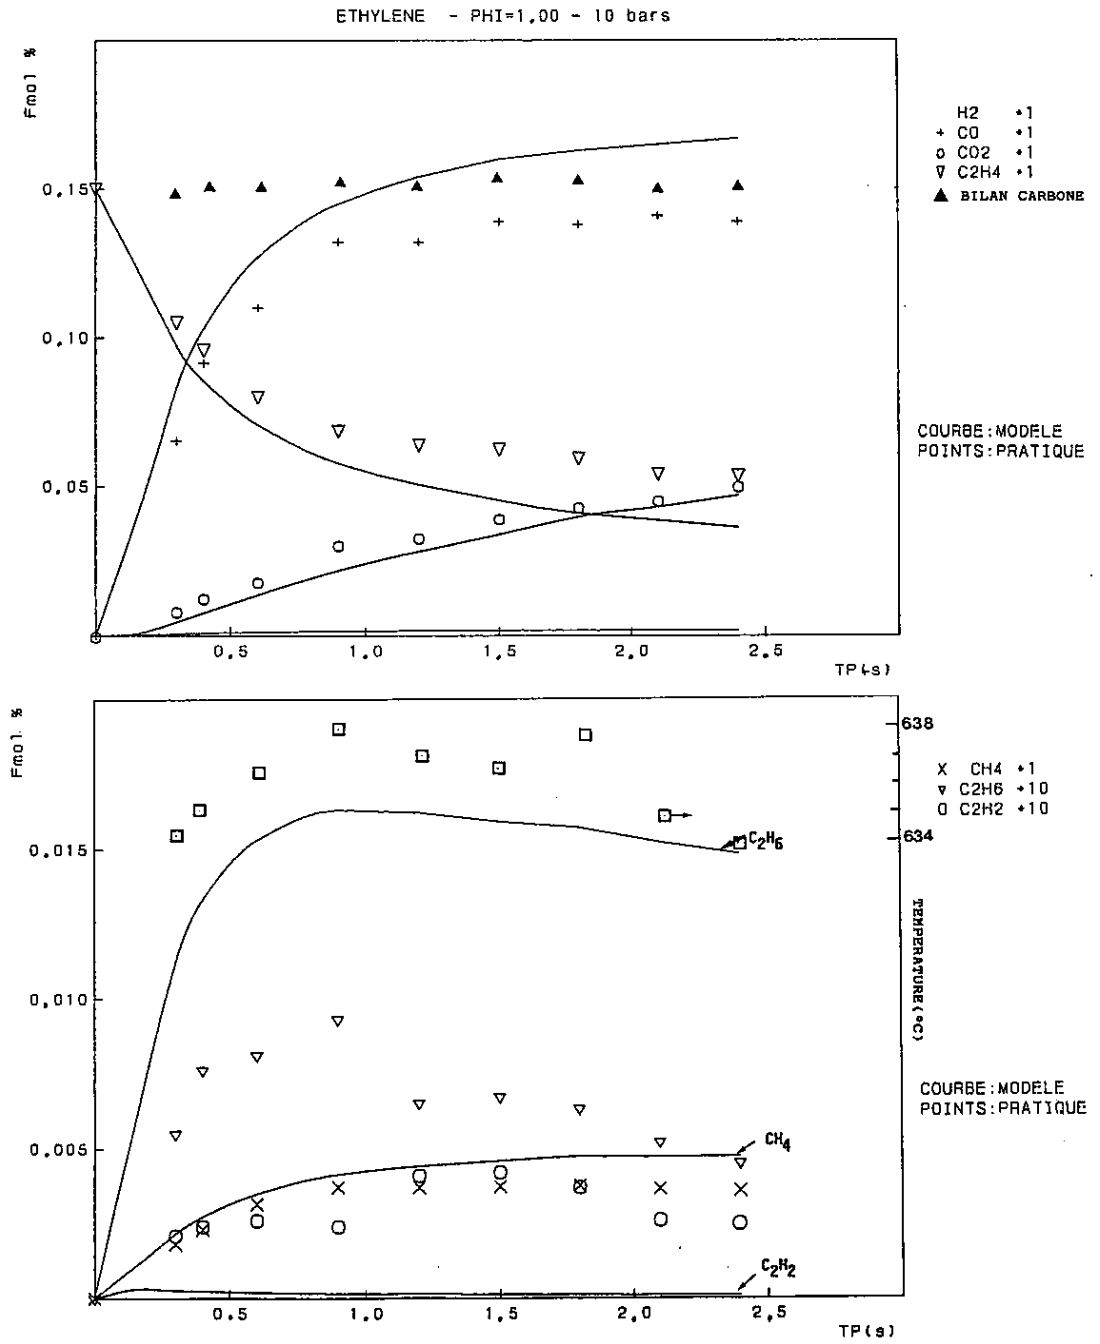 ETHYLENE - PHI=1,00 - 10 bars
Fmol %
0,15
0,10
0,05
0,5
1,0
1,5
2,0
2,5
TP(s)
H2 *1
+ CO *1
o CO2 *1
▽ C2H4 *1
▲ BILAN CARBONE
COURBE:MODELE
POINTS:PRATIQUE
Fmol %
0,015
0,010
0,005
0,5
1,0
1,5
2,0
2,5
TP(s)
638
634
TEMPERATURE(°C)
X CH4 *1
▽ C2H6 *10
O C2H2 *10
C2H6
CH4
C2H2
COURBE:MODELE
POINTS:PRATIQUE